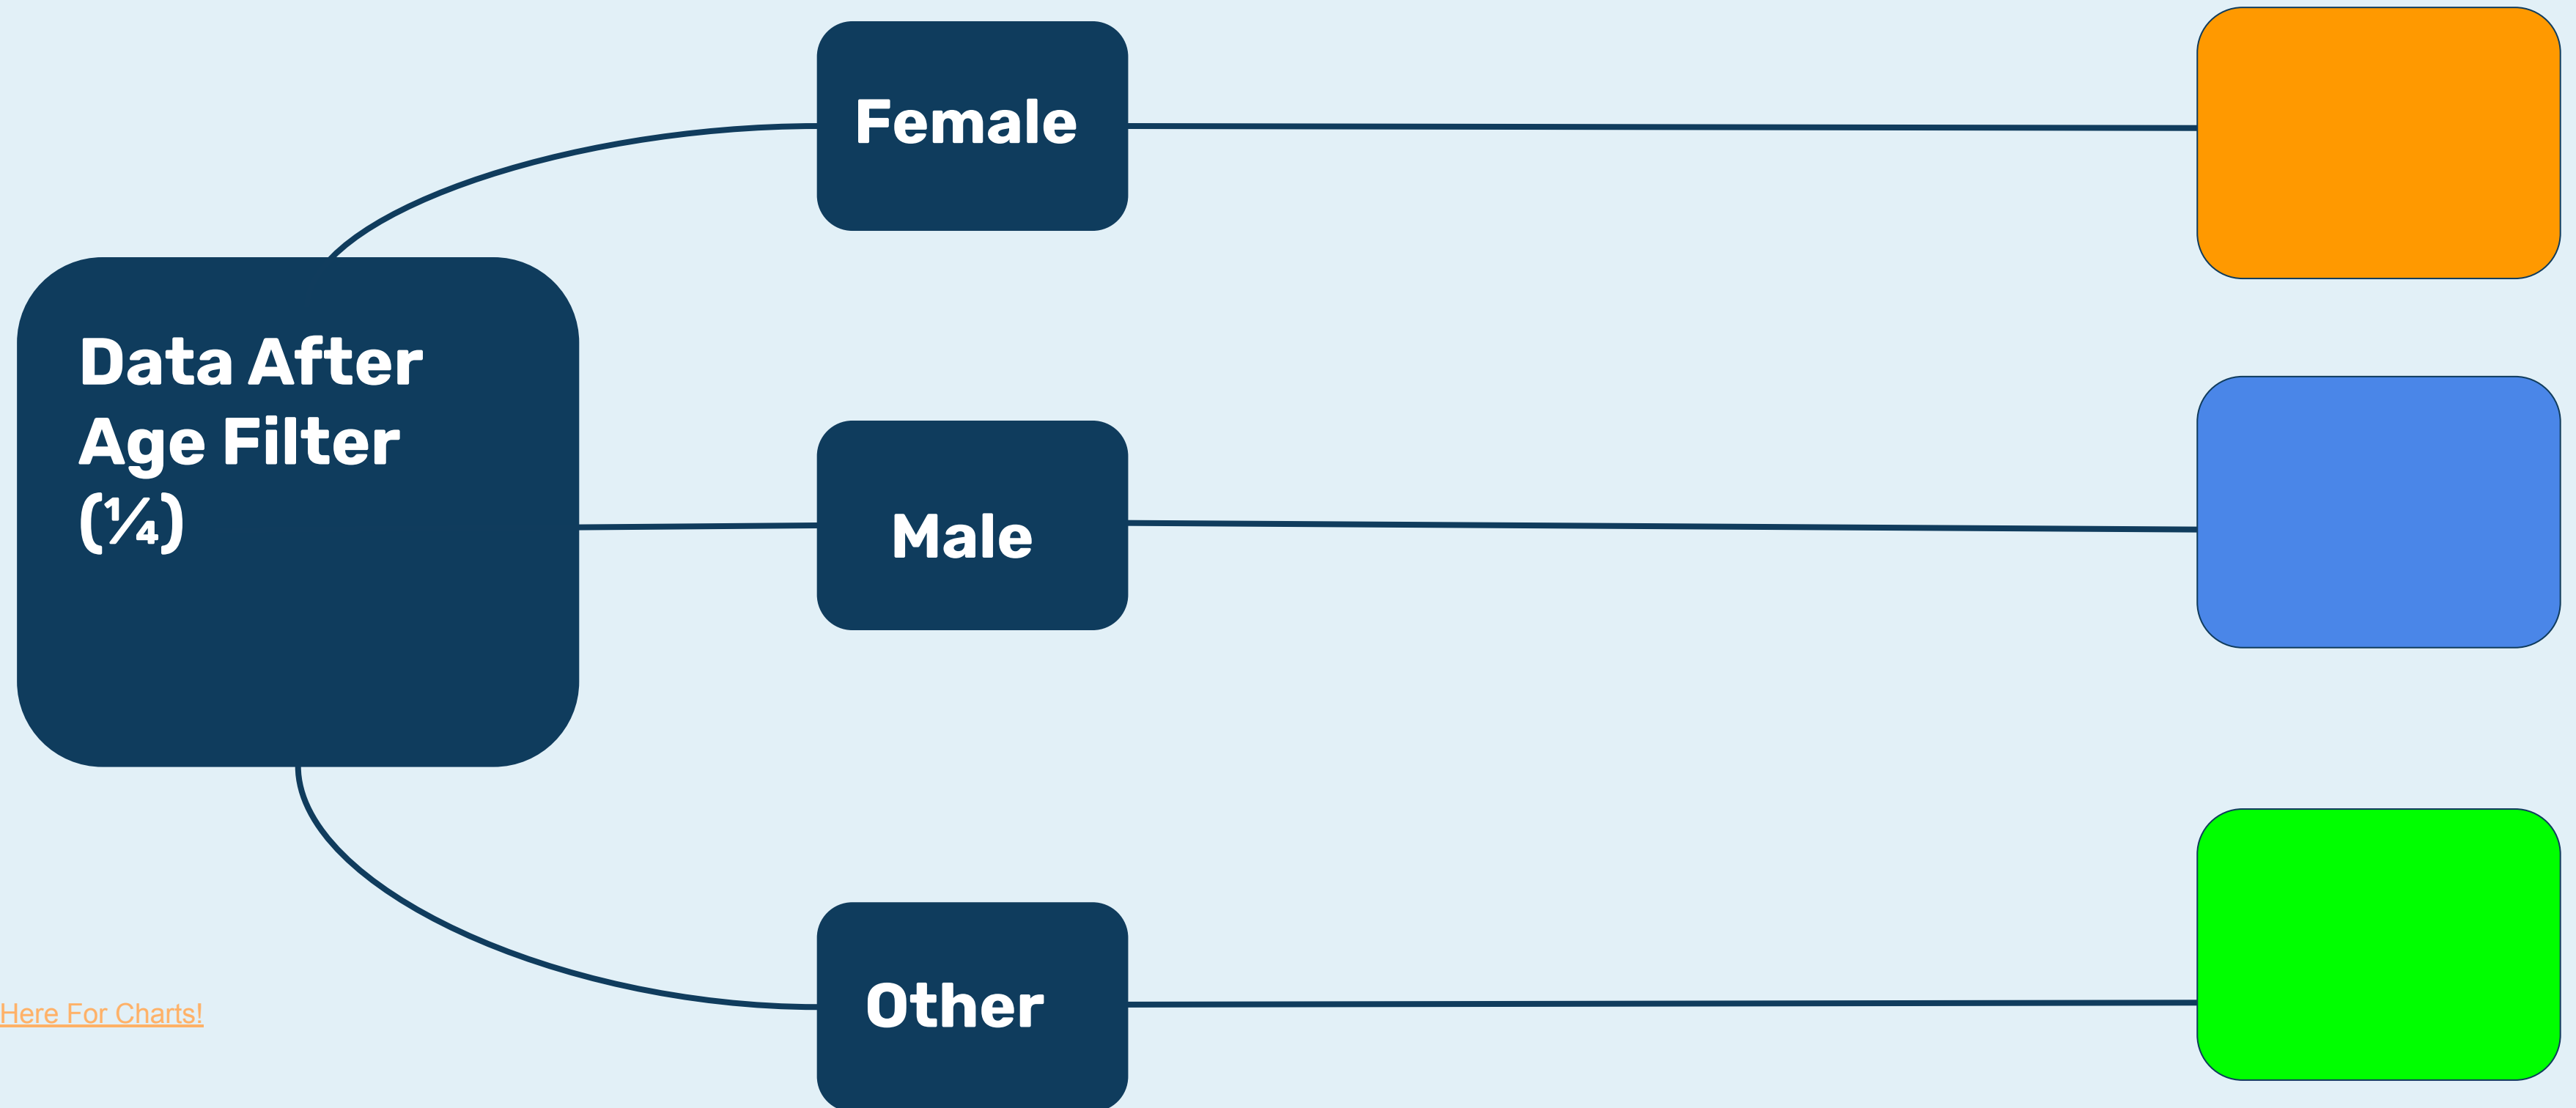 Female
Data After
Age Filter
(¼)
Male
Other
Here For Charts!